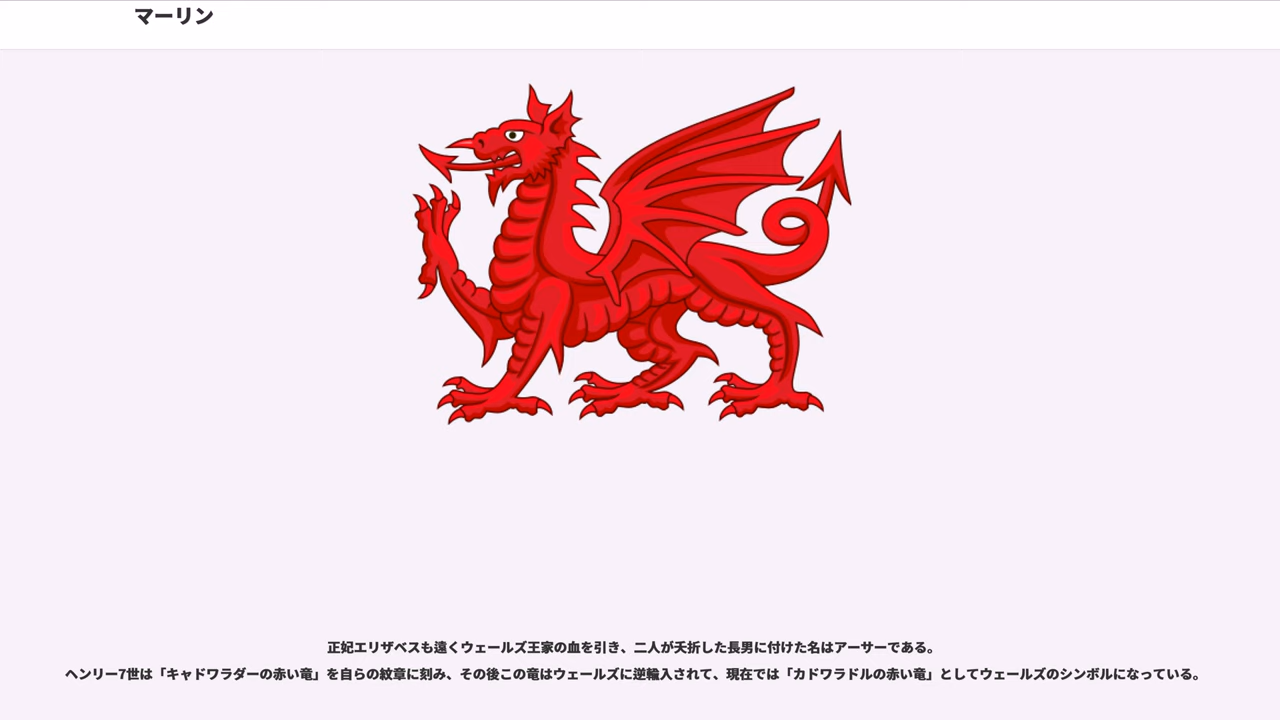 マーリン
正妃エリザベスも遠くウェールズ王家の血を引き、二人が夭折した長男に付けた名はアーサーである。
ヘンリー7世は「キャドワラダーの赤い竜」を自らの紋章に刻み、その後この竜はウェールズに逆輸入されて、現在では「カドワラドルの赤い竜」としてウェールズのシンボルになっている。